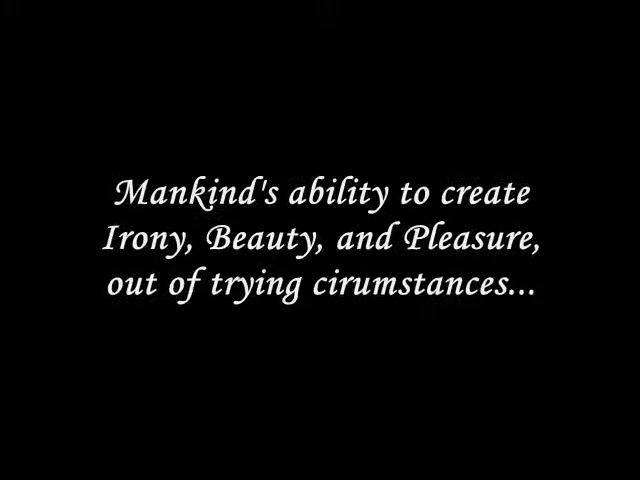 Mankind's ability to create
Irony, Beauty, and Pleasure,
out of trying cirumstances...